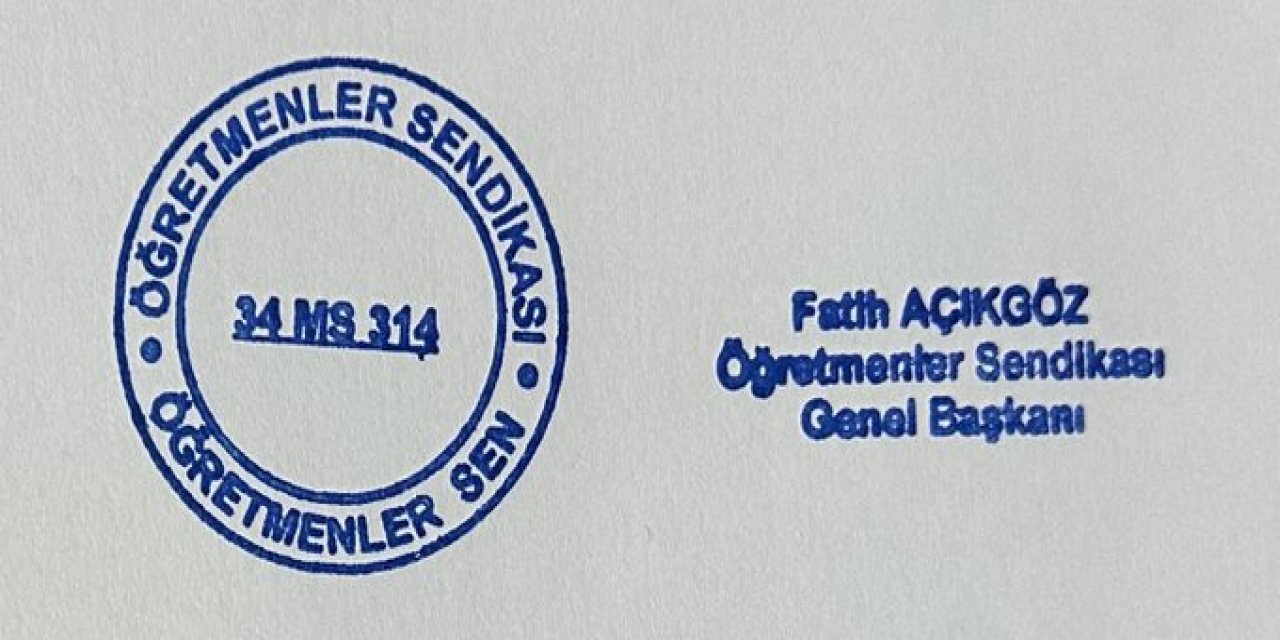 ÖĞRETMENLER SENDİKASI
34 MS 314
ÖĞRETMENLER SEN
Fatih AÇIKGÖZ
Öğretmenler Sendikası
Genel Başkanı